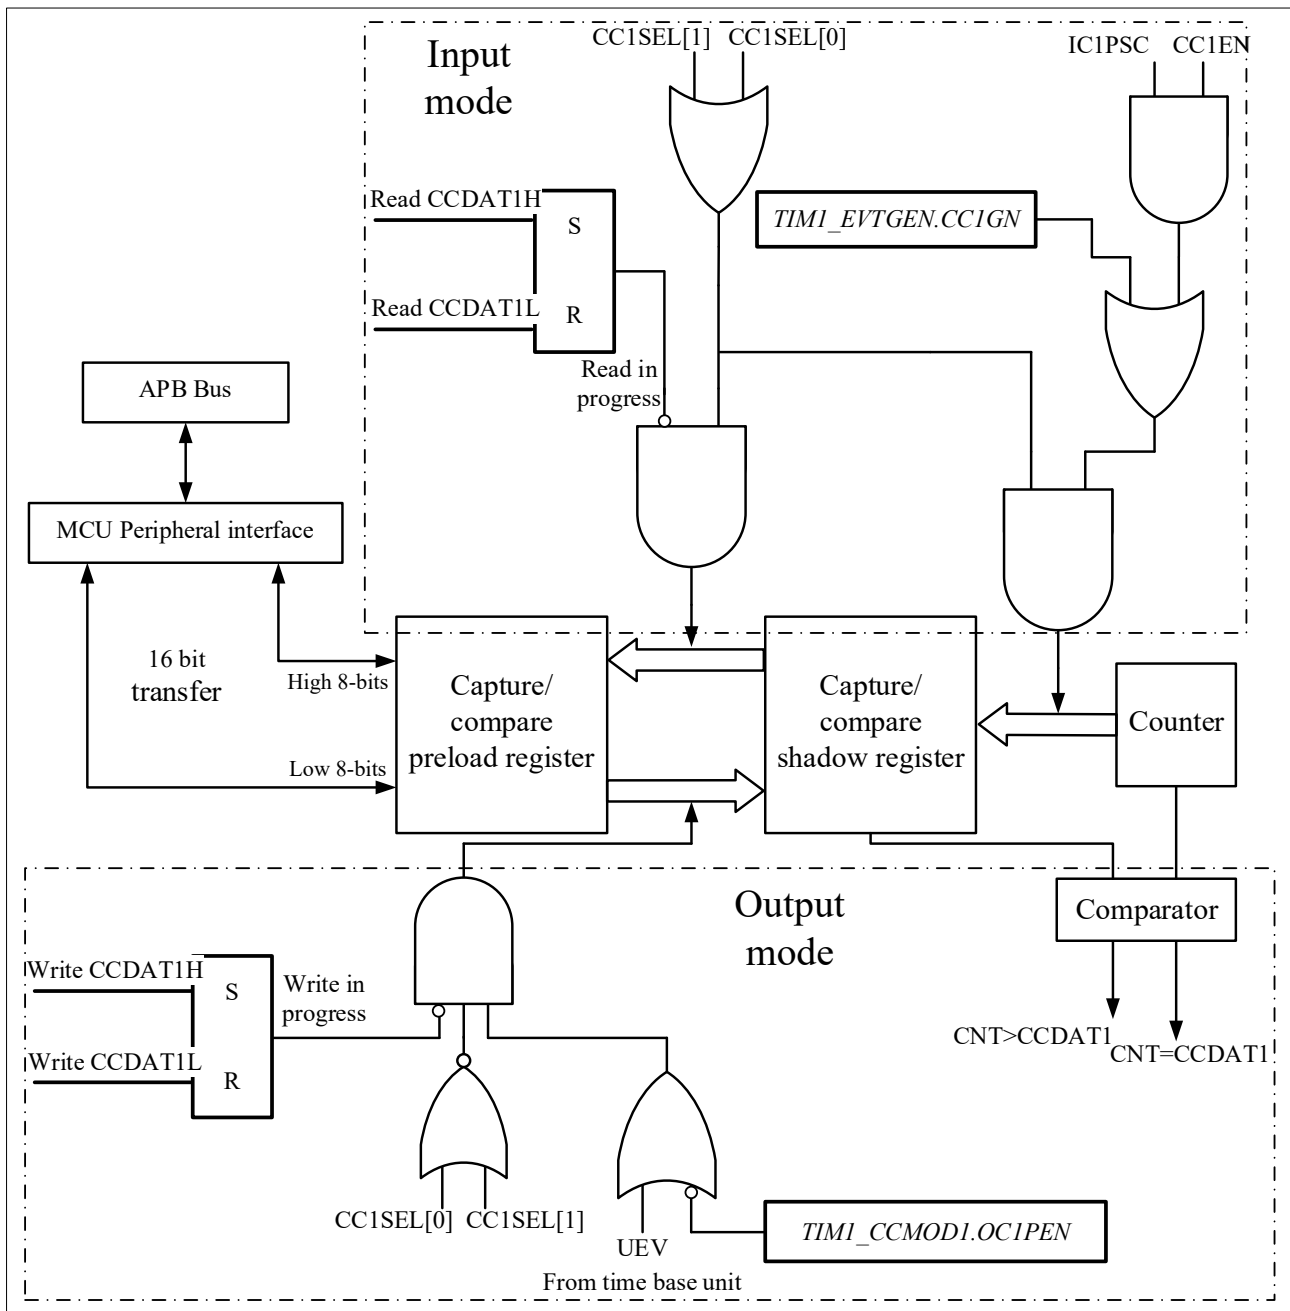 Input
mode
CC1SEL[1]
CC1SEL[0]
IC1PSC
CC1EN
Read CCDAT1H
S
TIM1_EVTGEN.CC1GN
Read CCDAT1L
R
Read in
progress
APB Bus
MCU Peripheral interface
16 bit
transfer
High 8-bits
Low 8-bits
Capture/
compare
preload register
Capture/
compare
shadow register
Counter
Output
mode
Comparator
Write CCDAT1H
S
Write in
progress
Write CCDAT1L
R
CNT>CCDAT1
CNT=CCDAT1
CC1SEL[0]
CC1SEL[1]
UEV
TIM1_CCMOD1.OC1PEN
From time base unit